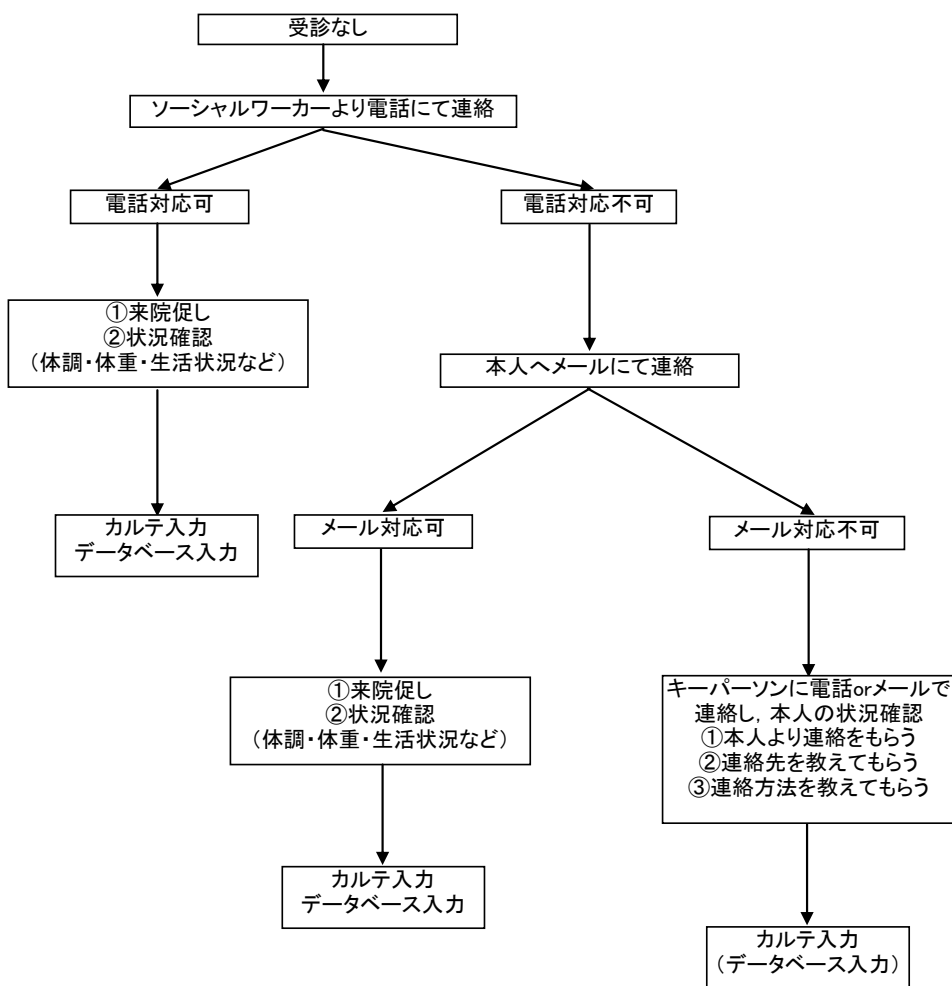 受診なし
ソーシャルワーカーより電話にて連絡
電話対応可
電話対応不可
①来院促し
②状況確認
（体調・体重・生活状況など）
本人へメールにて連絡
カルテ入力
データベース入力
メール対応可
メール対応不可
①来院促し
②状況確認
（体調・体重・生活状況など）
キーパーソンに電話orメールで
連絡し，本人の状況確認
①本人より連絡をもらう
②連絡先を教えてもらう
③連絡方法を教えてもらう
カルテ入力
データベース入力
カルテ入力
（データベース入力）